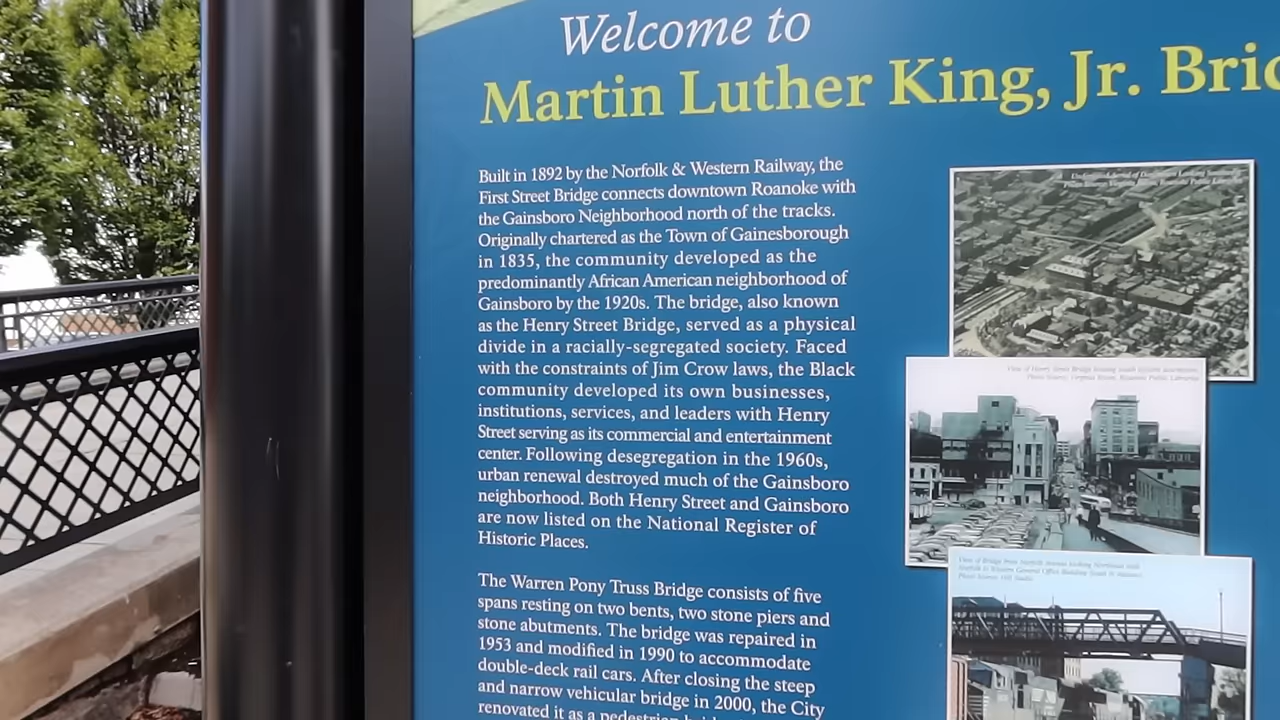 Welcome to
Martin Luther King, Jr. Bri
Built in 1892 by the Norfolk & Western Railway, the
First Street Bridge connects downtown Roanoke with
the Gainsboro Neighborhood north of the tracks.
Originally chartered as the Town of Gainesborough
in 1835, the community developed as the
predominantly African American neighborhood of
Gainsboro by the 1920s. The bridge, also known
as the Henry Street Bridge, served as a physical
divide in a racially-segregated society. Faced
with the constraints of Jim Crow laws, the Black
community developed its own businesses,
institutions, services, and leaders with Henry
Street serving as its commercial and entertainment
center. Following desegregation in the 1960s,
urban renewal destroyed much of the Gainsboro
neighborhood. Both Henry Street and Gainsboro
are now listed on the National Register of
Historic Places.
The Warren Pony Truss Bridge consists of five
spans resting on two bents, two stone piers and
stone abutments. The bridge was repaired in
1953 and modified in 1990 to accommodate
double-deck rail cars. After closing the steep
and narrow vehicular bridge in 2000, the City
renovated it as a pedestrian